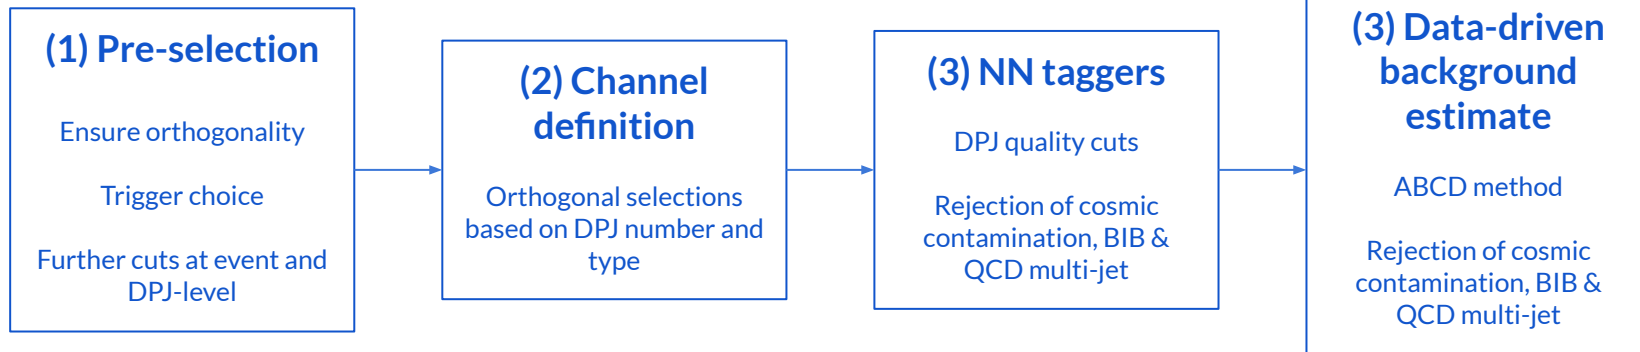 (1) Pre-selection
Ensure orthogonality
Trigger choice
Further cuts at event and
DPJ-level
(2) Channel
definition
Orthogonal selections
based on DPJ number and
type
(3) NN taggers
DPJ quality cuts
Rejection of cosmic
contamination, BIB &
QCD multi-jet
(3) Data-driven
background
estimate
ABCD method
Rejection of cosmic
contamination, BIB &
QCD multi-jet